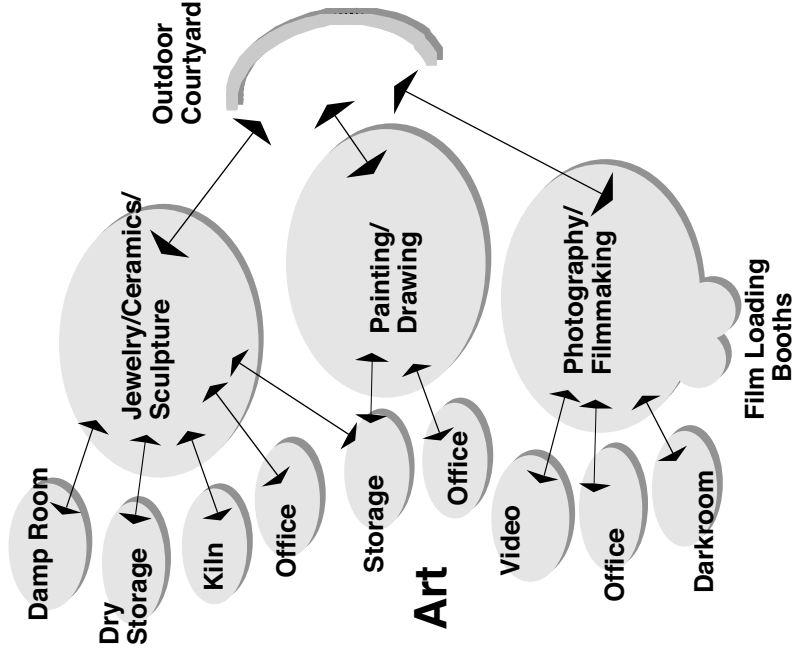 Outdoor
Courtyard
Jewelry/Ceramics/
Sculpture
Painting/
Drawing
Photography/
Filmmaking
Film Loading
Booths
Damp Room
Dry
Storage
Kiln
Office
Storage
Office
Video
Office
Darkroom
Art